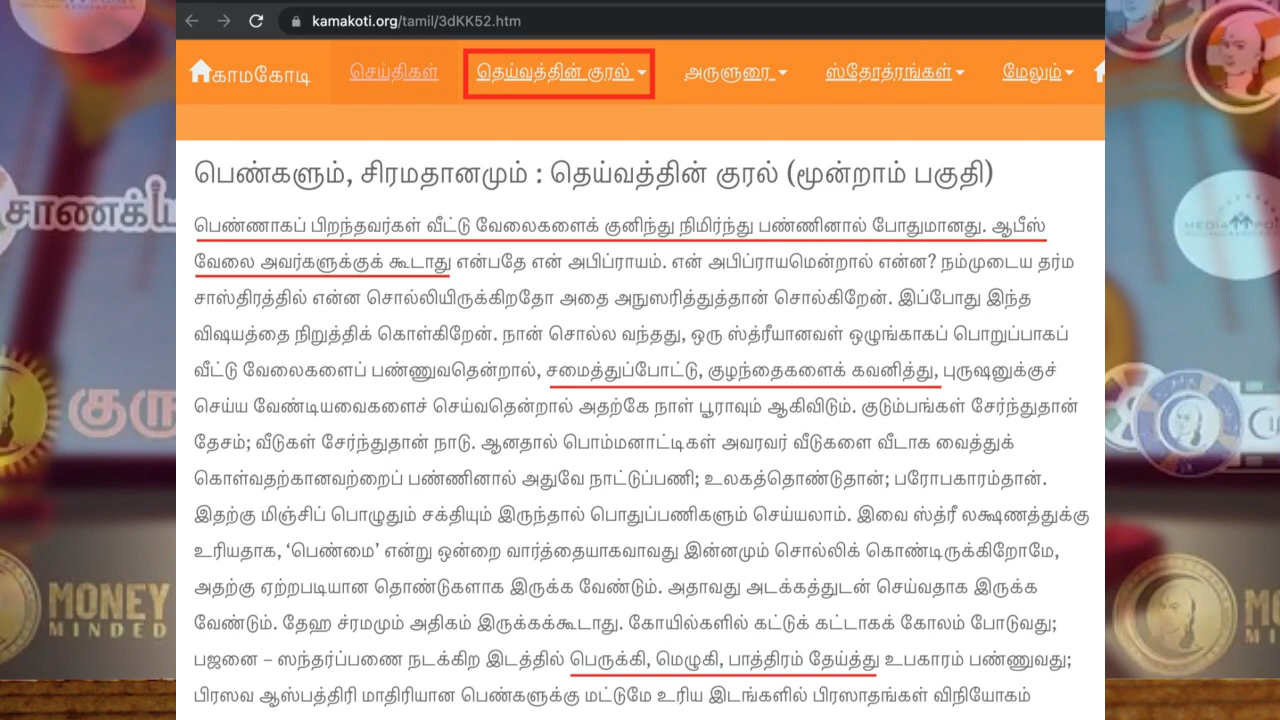 kamakoti.org/tamil/3dKK52.htm
காமகோடி செய்திகள் தெய்வத்தின் குரல் அருளுரை ஸ்தோத்ரங்கள் மேலும்
பெண்களும், சிரமதானமும் : தெய்வத்தின் குரல் (மூன்றாம் பகுதி)
பெண்ணாகப் பிறந்தவர்கள் வீட்டு வேலைகளைக் குனிந்து நிமிர்ந்து பண்ணினால் போதுமானது. ஆபீஸ்
வேலை அவர்களுக்குக் கூடாது என்பதே என் அபிப்ராயம். என் அபிப்ராயமென்றால் என்ன? நம்முடைய தர்ம
சாஸ்திரத்தில் என்ன சொல்லியிருக்கிறதோ அதை அநுஸரித்துத்தான் சொல்கிறேன். இப்போது இந்த
விஷயத்தை நிறுத்திக் கொள்கிறேன். நான் சொல்ல வந்தது, ஒரு ஸ்த்ரீயானவள் ஒழுங்காகப் பொறுப்பாகப்
வீட்டு வேலைகளைப் பண்ணுவதென்றால், சமைத்துப்போட்டு, குழந்தைகளைக் கவனித்து, புருஷனுக்குச்
செய்ய வேண்டியவைகளைச் செய்வதென்றால் அதற்கே நாள் பூராவும் ஆகிவிடும். குடும்பங்கள் சேர்ந்துதான்
தேசம்; வீடுகள் சேர்ந்துதான் நாடு. ஆனதால் பொம்மனாட்டிகள் அவரவர் வீடுகளை வீடாக வைத்துக்
கொள்வதற்கானவற்றைப் பண்ணினால் அதுவே நாட்டுப்பணி; உலகத்தொண்டுதான்; பரோபகாரம்தான்.
இதற்கு மிஞ்சிப் பொழுதும் சக்தியும் இருந்தால் பொதுப்பணிகளும் செய்யலாம். இவை ஸ்த்ரீ லக்ஷணத்துக்கு
உரியதாக, ‘பெண்மை’ என்று ஒன்றை வார்த்தையாகவாவது இன்னமும் சொல்லிக் கொண்டிருக்கிறோமே,
அதற்கு ஏற்றபடியான தொண்டுகளாக இருக்க வேண்டும். அதாவது அடக்கத்துடன் செய்வதாக இருக்க
வேண்டும். தேஹ ச்ரமமும் அதிகம் இருக்கக்கூடாது. கோயில்களில் கட்டுக் கட்டாகக் கோலம் போடுவது;
பஜனை – ஸந்தர்ப்பணை நடக்கிற இடத்தில் பெருக்கி, மெழுகி, பாத்திரம் தேய்த்து உபகாரம் பண்ணுவது;
பிரஸவ ஆஸ்பத்திரி மாதிரியான பெண்களுக்கு மட்டுமே உரிய இடங்களில் பிரஸாதங்கள் விநியோகம்
சாணக்ய
குரு
MONEY
MINDED